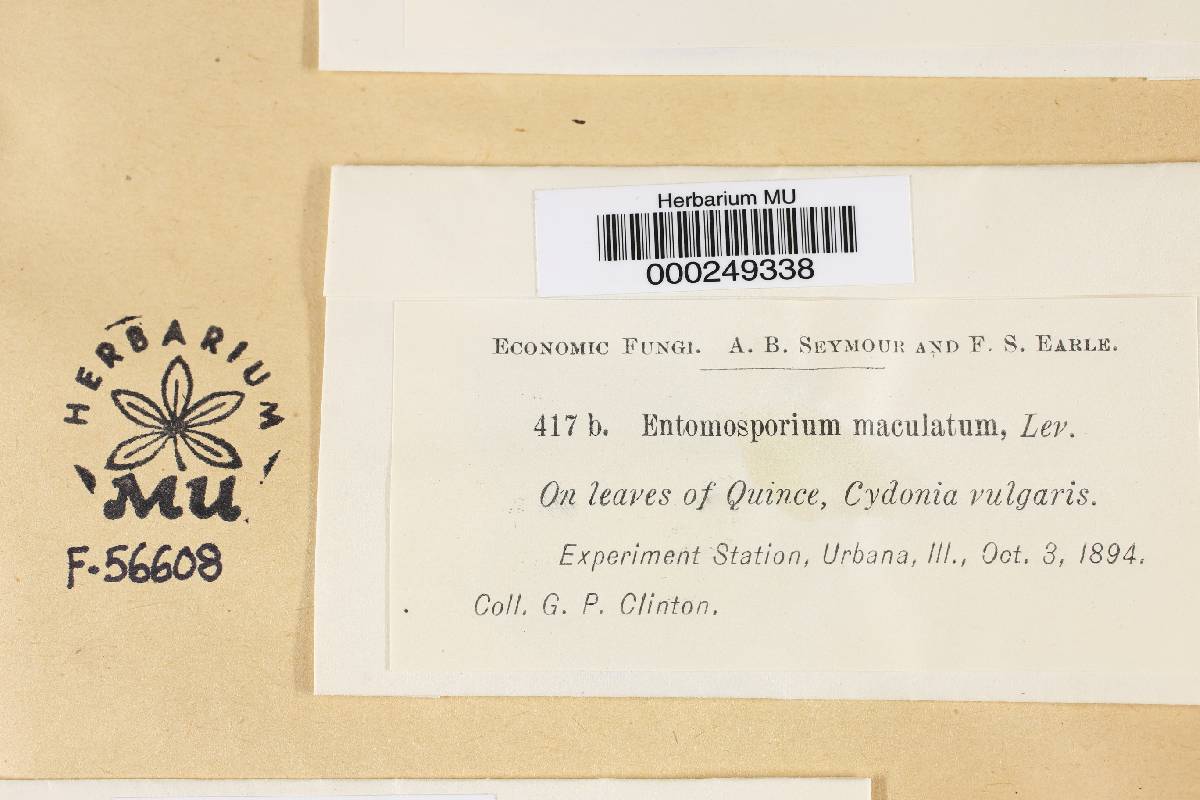 Herbarium MU
000249338
ECONOMIC FUNGI. A. B. SEYMOUR AND F. S. EARLE.
417 b. Entomosporium maculatum, Lev.
On leaves of Quince, Cydonia vulgaris.
Experiment Station, Urbana, Ill., Oct. 3, 1894.
Coll. G. P. Clinton.
HERBARIUM
MU
F-56608